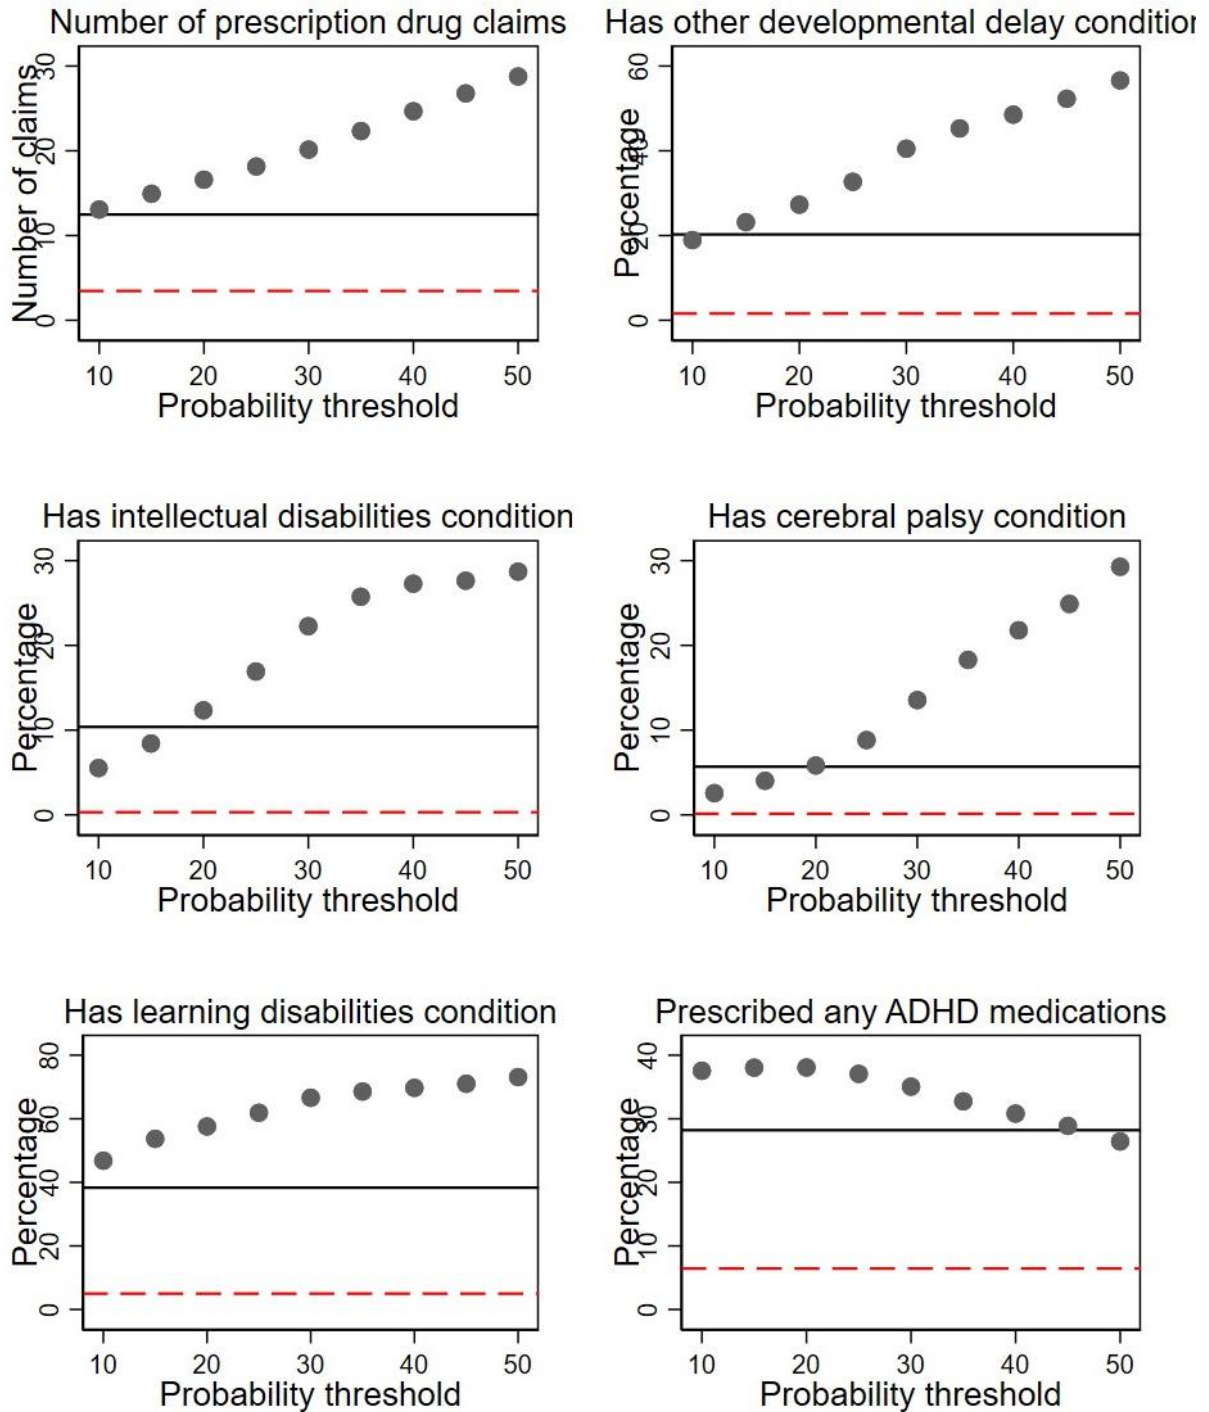 Number of prescription drug claims
Number of claims
30
20
10
0
10 20 30 40 50
Probability threshold
Has other developmental delay condition
Percentage
60
40
20
0
10 20 30 40 50
Probability threshold
Has intellectual disabilities condition
Percentage
30
20
10
0
10 20 30 40 50
Probability threshold
Has cerebral palsy condition
Percentage
30
20
10
0
10 20 30 40 50
Probability threshold
Has learning disabilities condition
Percentage
80
60
40
20
0
10 20 30 40 50
Probability threshold
Prescribed any ADHD medications
Percentage
40
30
20
10
0
10 20 30 40 50
Probability threshold